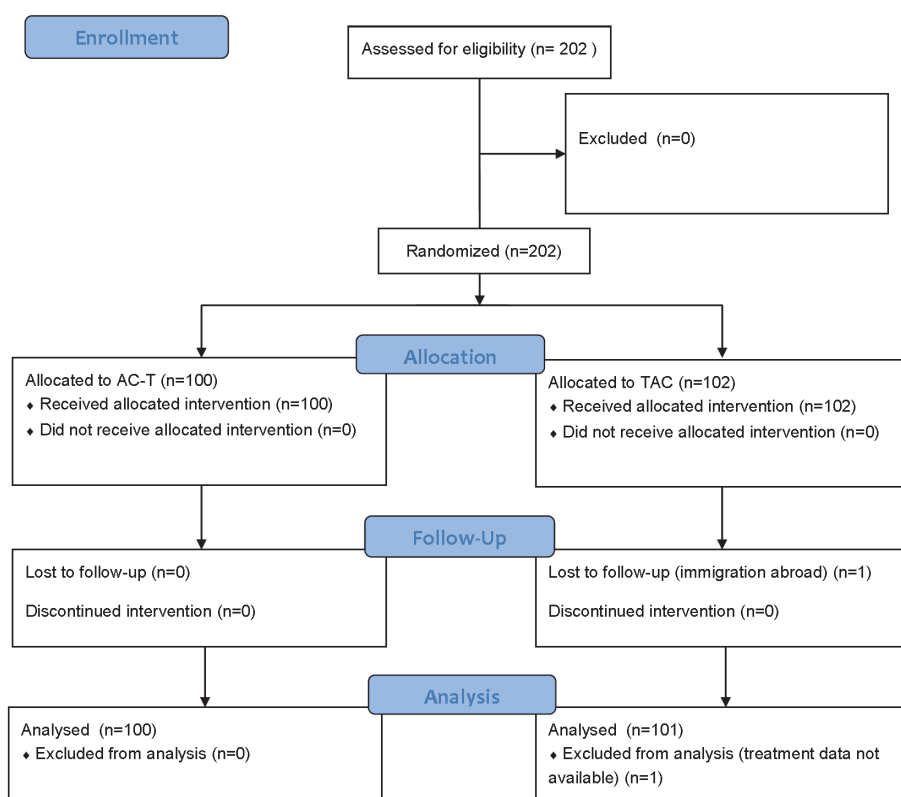 Enrollment
Assessed for eligibility (n= 202 )
Excluded (n=0)
Randomized (n=202)
Allocation
Allocated to AC-T (n=100)
♦ Received allocated intervention (n=100)
♦ Did not receive allocated intervention (n=0)
Allocated to TAC (n=102)
♦ Received allocated intervention (n=102)
♦ Did not receive allocated intervention (n=0)
Follow-Up
Lost to follow-up (n=0)
Discontinued intervention (n=0)
Lost to follow-up (immigration abroad) (n=1)
Discontinued intervention (n=0)
Analysis
Analysed (n=100)
♦ Excluded from analysis (n=0)
Analysed (n=101)
♦ Excluded from analysis (treatment data not
available) (n=1)